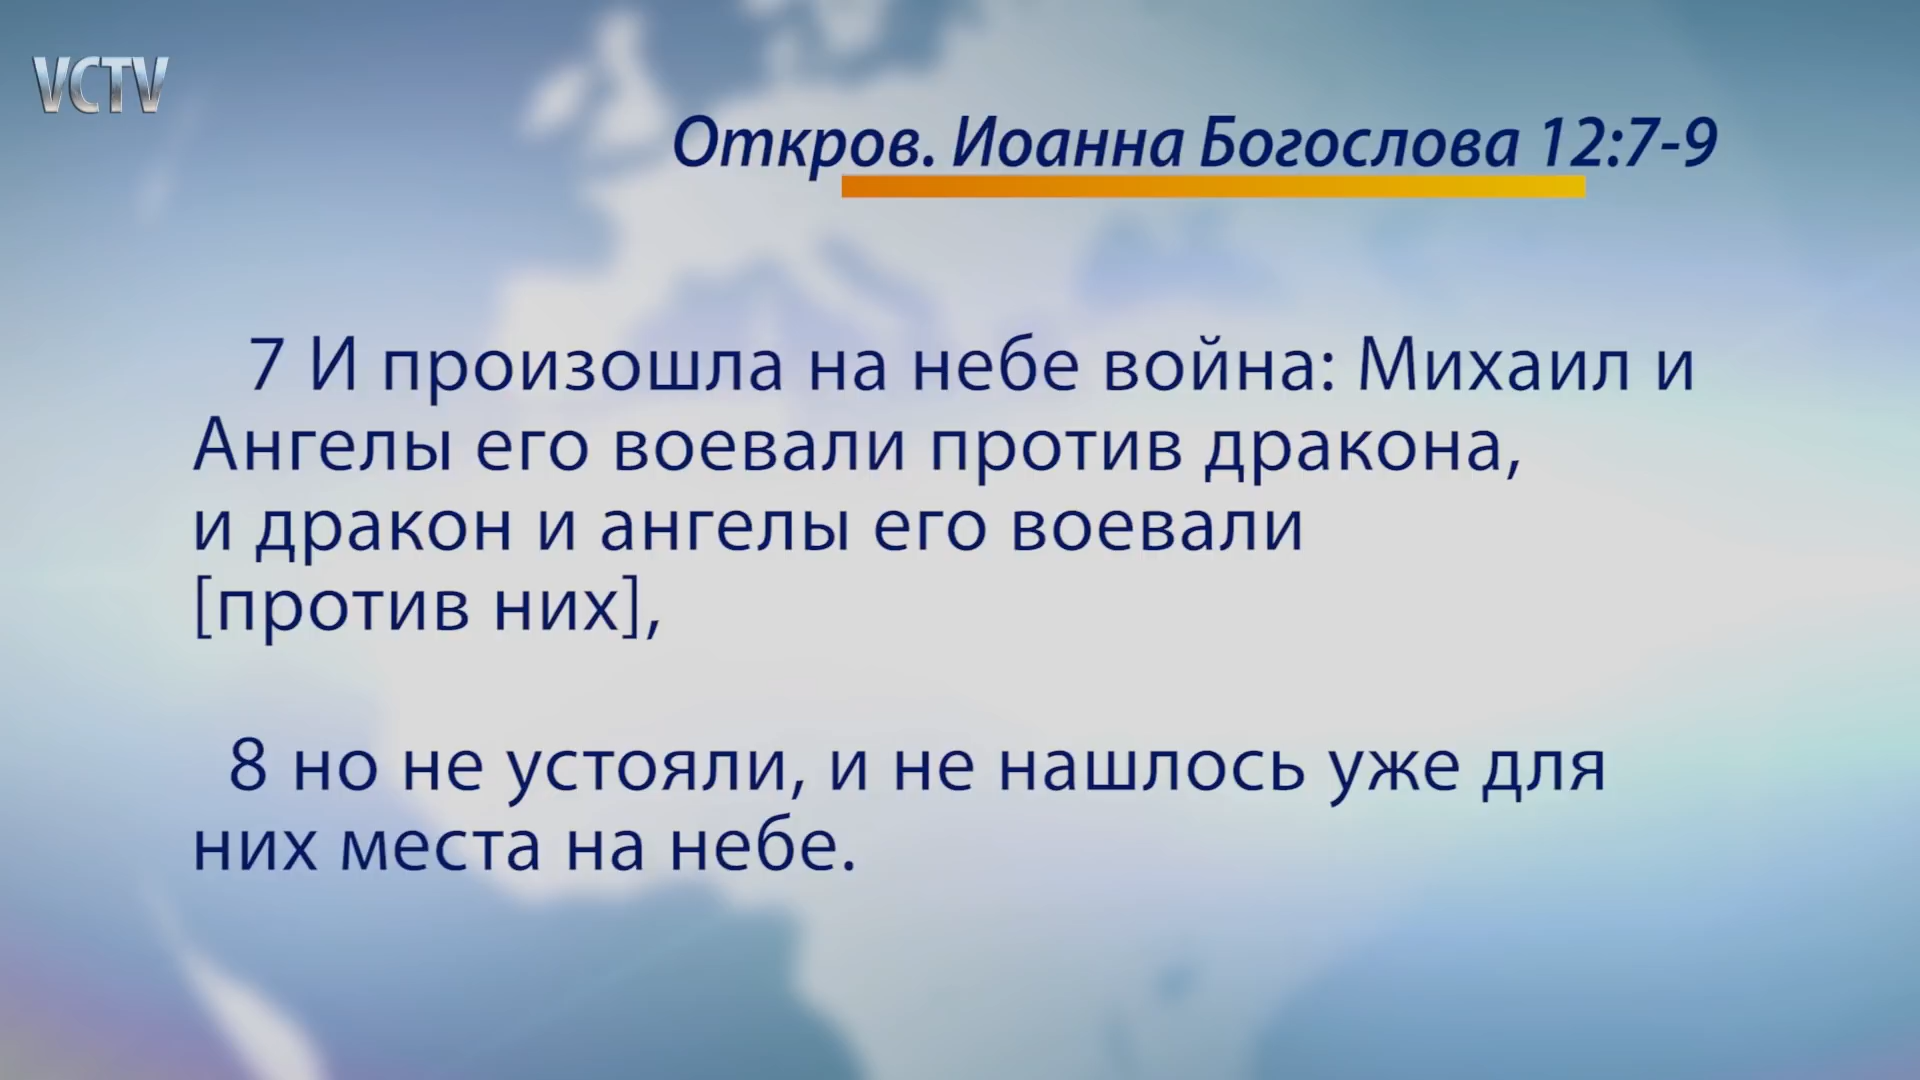 VCTV
Откров. Иоанна Богослова 12:7-9
7 И произошла на небе война: Михаил и
Ангелы его воевали против дракона,
и дракон и ангелы его воевали
[против них],
8 но не устояли, и не нашлось уже для
них места на небе.